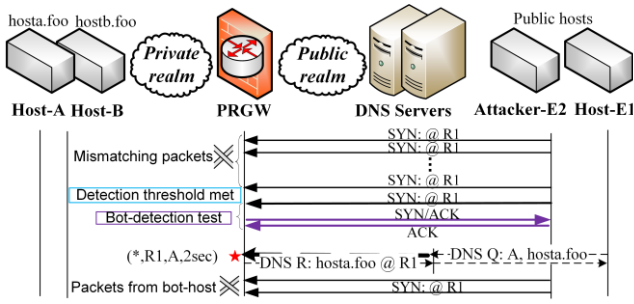 hosta.foo hostb.foo
Public hosts
Private realm
Public realm
Host-A Host-B PRGW DNS Servers Attacker-E2 Host-E1
SYN: @ R1
SYN: @ R1
Mismatching packets
SYN: @ R1
Detection threshold met
SYN: @ R1
Bot-detection test
SYN/ACK
ACK
(*,R1,A,2sec)
DNS R: hosta.foo @ R1
DNS Q: A, hosta.foo
Packets from bot-host
SYN: @ R1